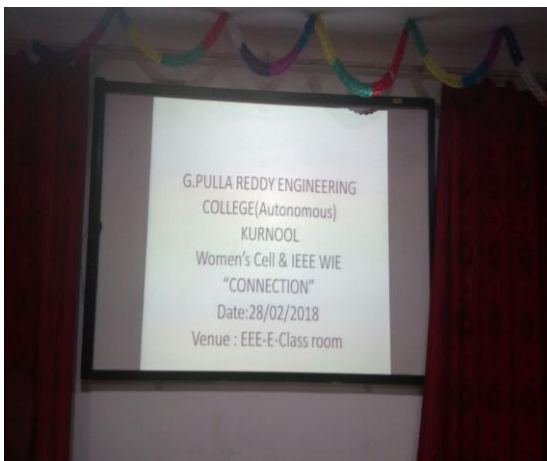 G.PULLA REDDY ENGINEERING
COLLEGE(Autonomous)
KURNOOL
Women's Cell & IEEE WIE
“CONNECTION”
Date:28/02/2018
Venue : EEE-E-Class room